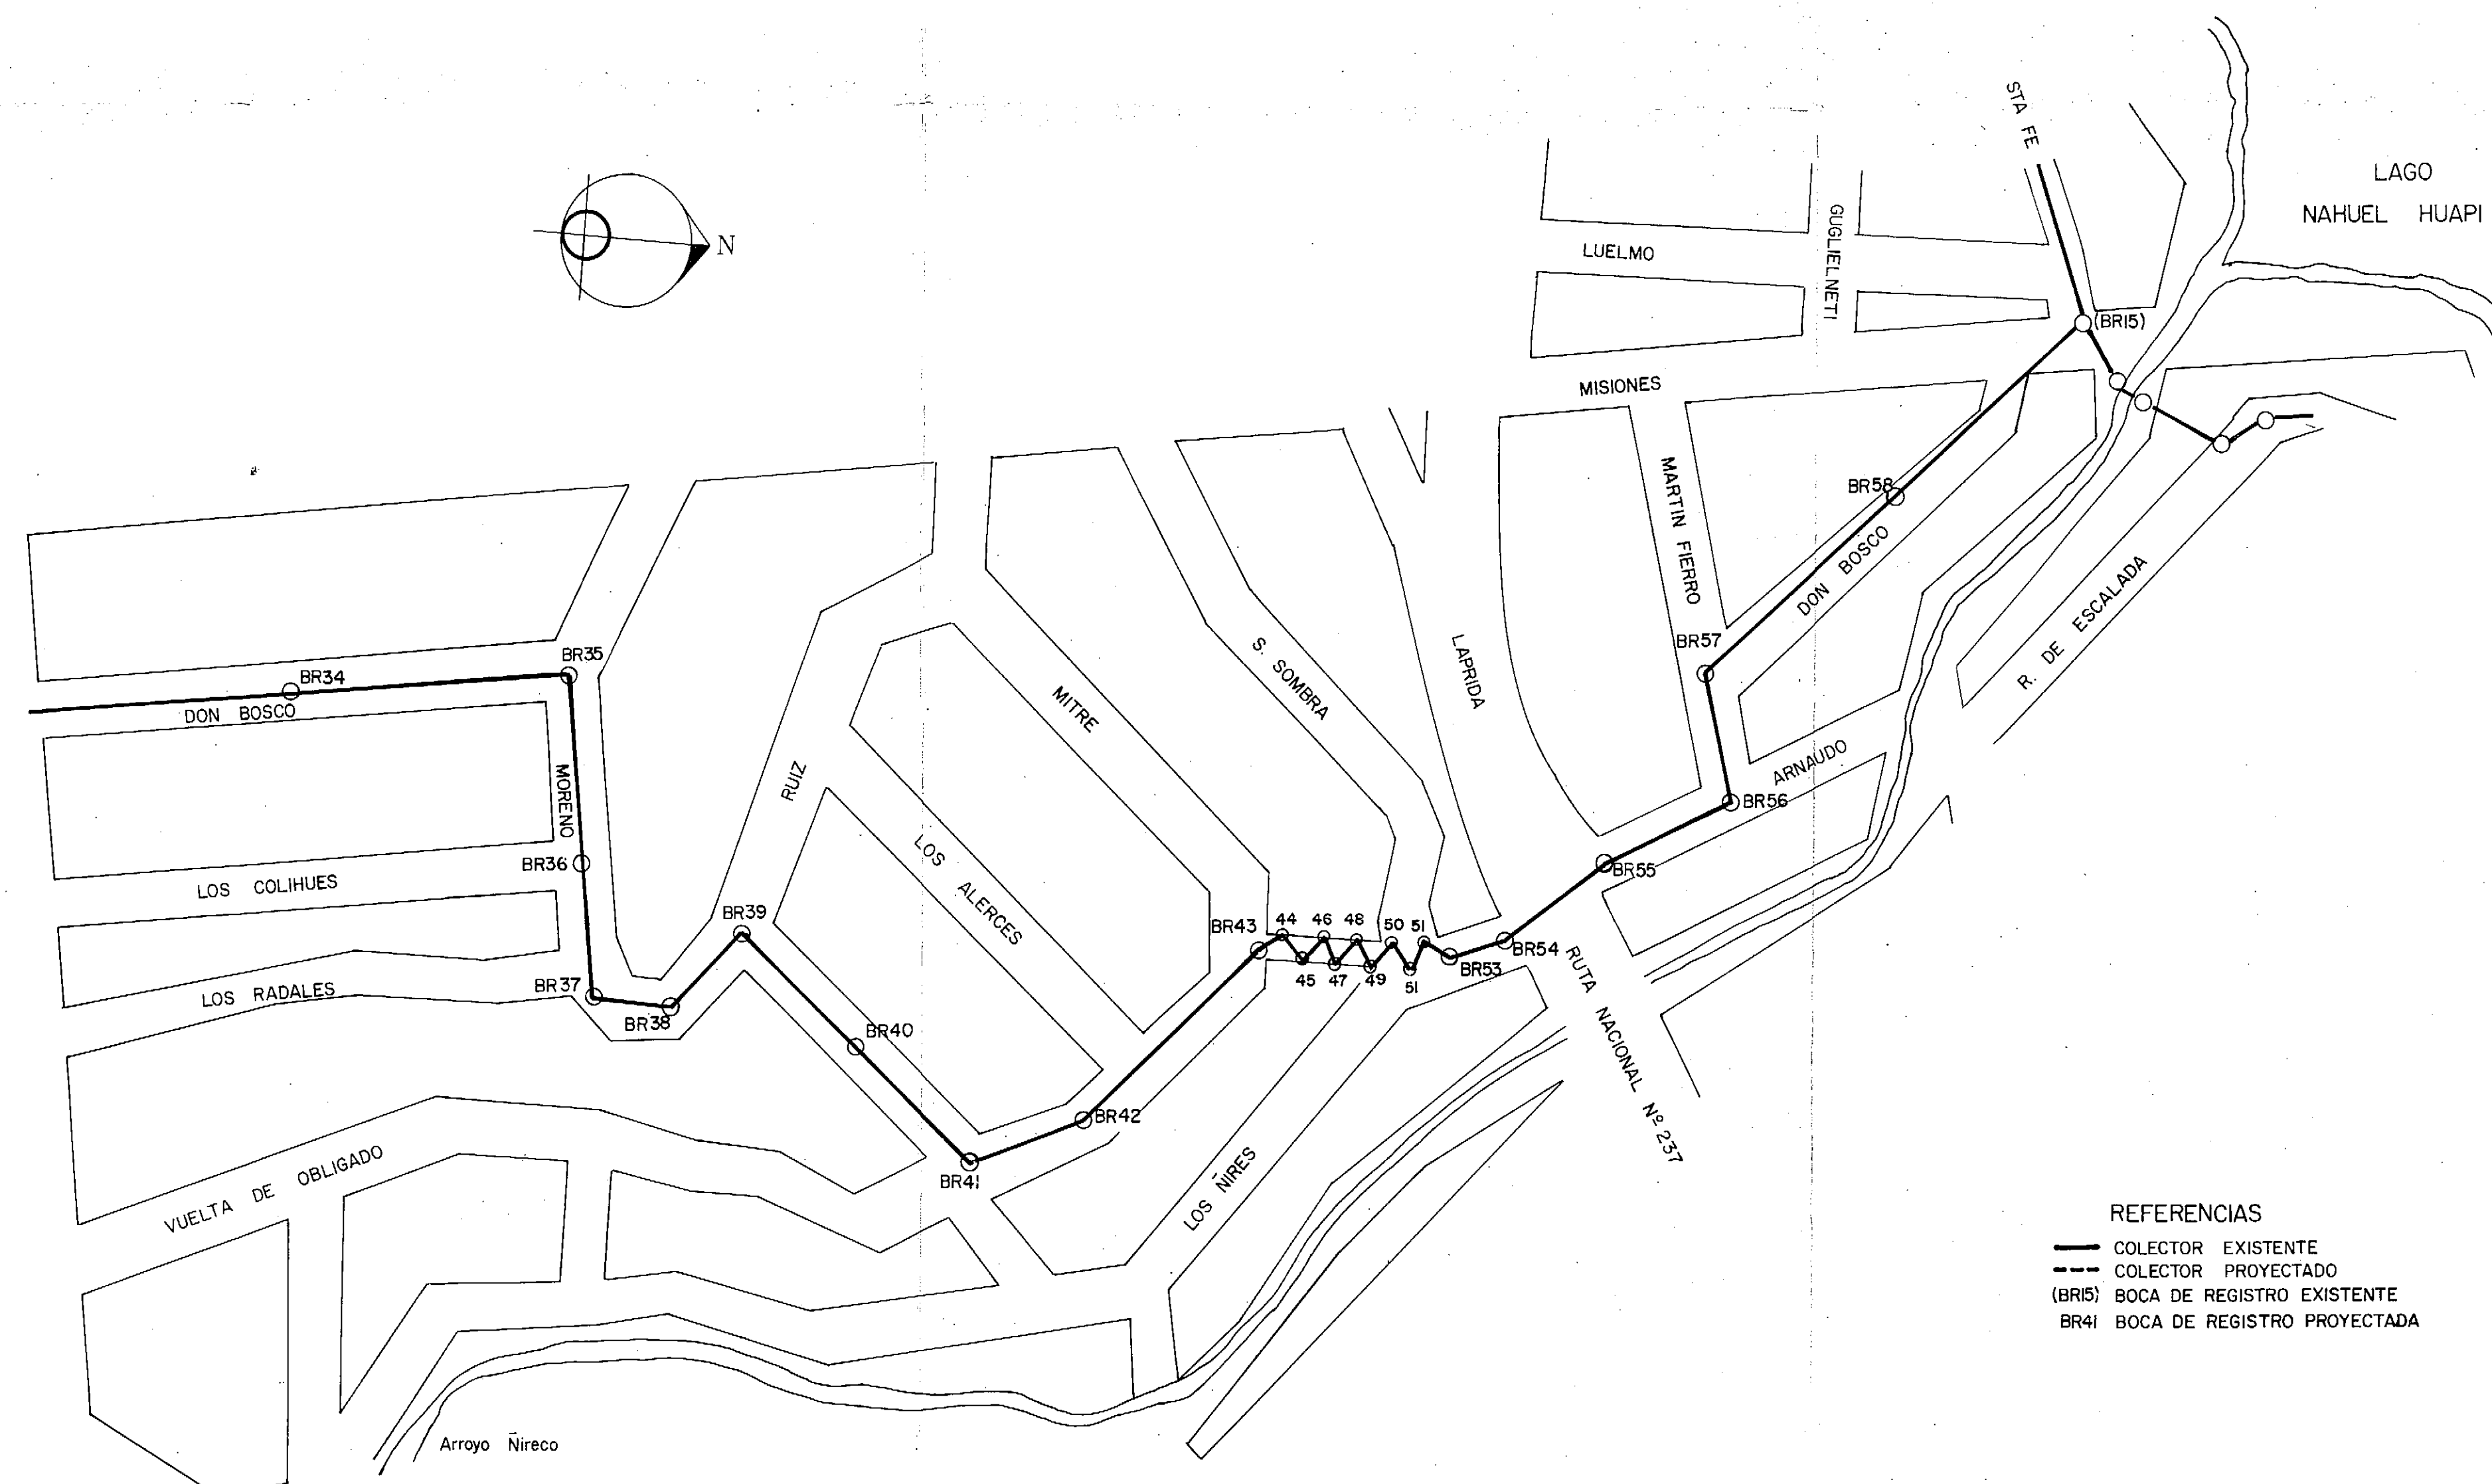 STA FE
LAGO
NAHUEL HUAPI
N
LUELMO
GUGLIELNETI
(BR15)
MISIONES
MARTIN FIERRO
BR58
DON BOSCO
R. DE ESCALADA
BR57
S. SOMBRA
LAPRIDA
BR35
BR34
DON BOSCO
MITRE
MORENO
RUIZ
ARNAUDO
BR56
BR36
LOS COLIHUES
LOS ALERCES
BR55
BR39
BR43
44
46
48
50
51
BR54
BR53
45
47
49
51
BR37
LOS RADALES
BR38
BR40
RUTA NACIONAL Nº 237
BR42
BR41
VUELTA DE OBLIGADO
LOS ÑIRES
REFERENCIAS
COLECTOR EXISTENTE
COLECTOR PROYECTADO
(BR15) BOCA DE REGISTRO EXISTENTE
BR41 BOCA DE REGISTRO PROYECTADA
Arroyo Ñireco